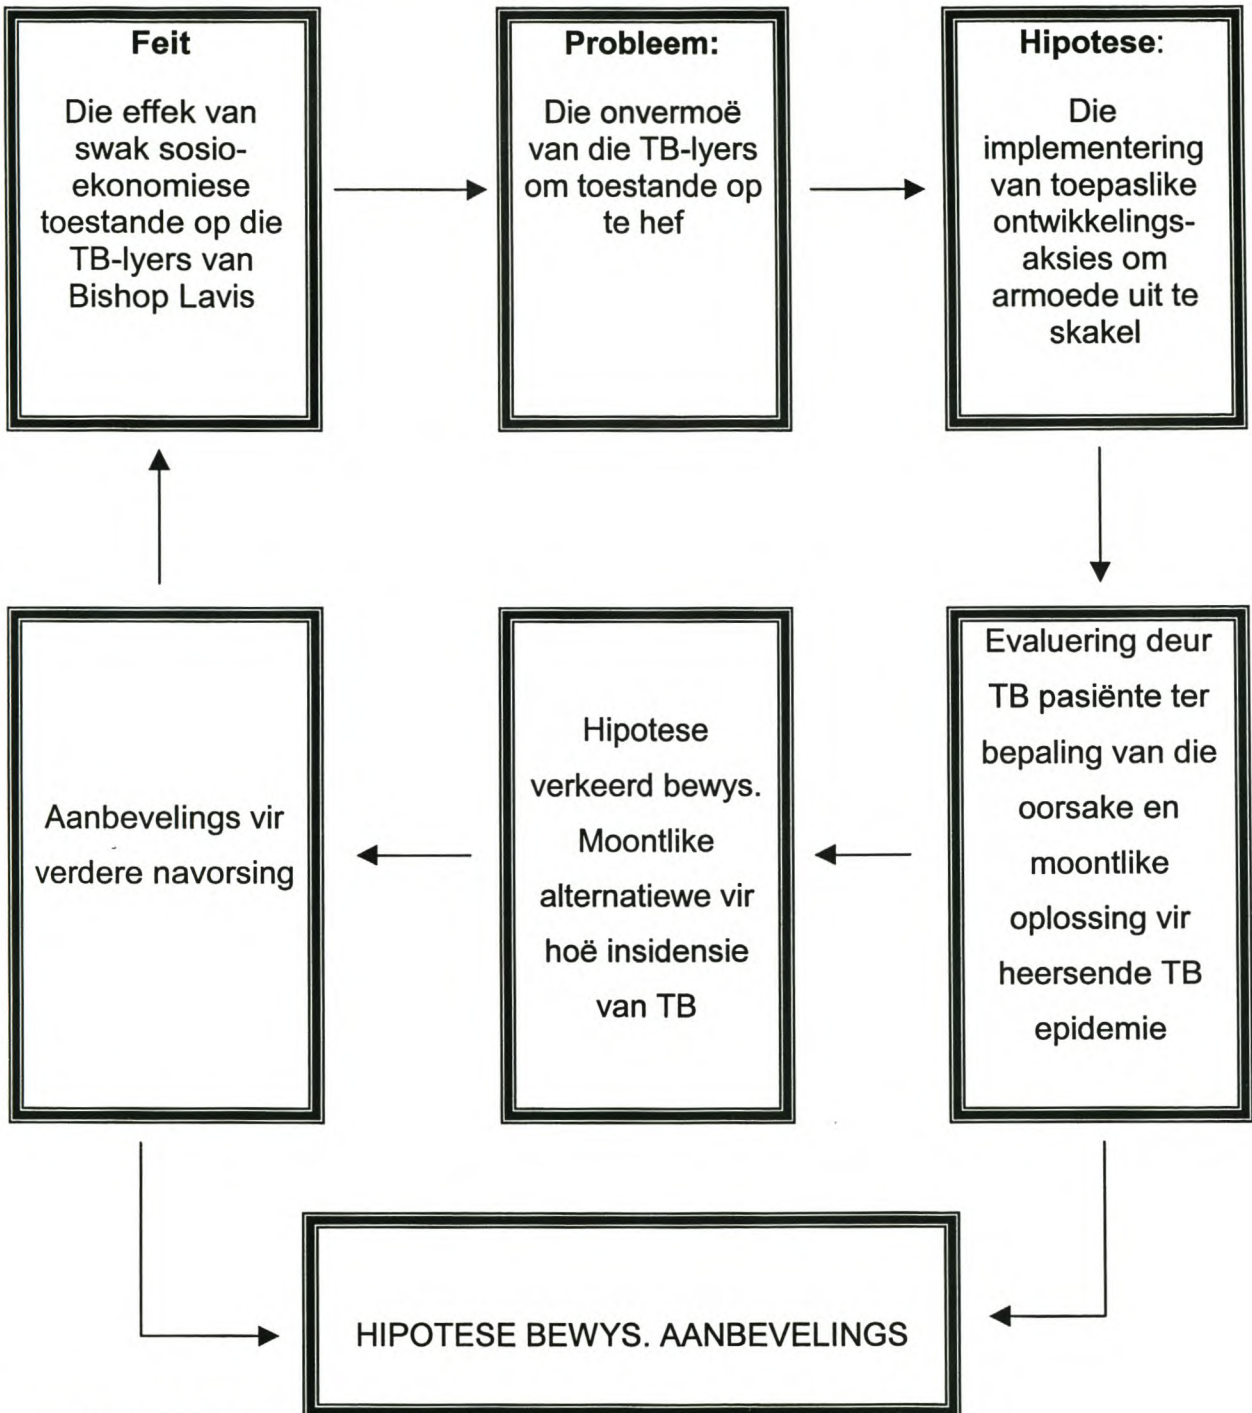 Feit
Die effek van
swak sosio-
ekonomiese
toestande op die
TB-lyers van
Bishop Lavis
Probleem:
Die onvermoë
van die TB-lyers
om toestande op
te hef
Hipotese:
Die
implementering
van toepaslike
ontwikkelings-
aksies om
armoede uit te
skakel
Evaluering deur
TB pasiënte ter
bepaling van die
oorsake en
moontlike
oplossing vir
heersende TB
epidemie
Hipotese
verkeerd bewys.
Moontlike
alternatiewe vir
hoë insidensie
van TB
Aanbevelings vir
verdere navorsing
HIPOTESE BEWYS. AANBEVELINGS